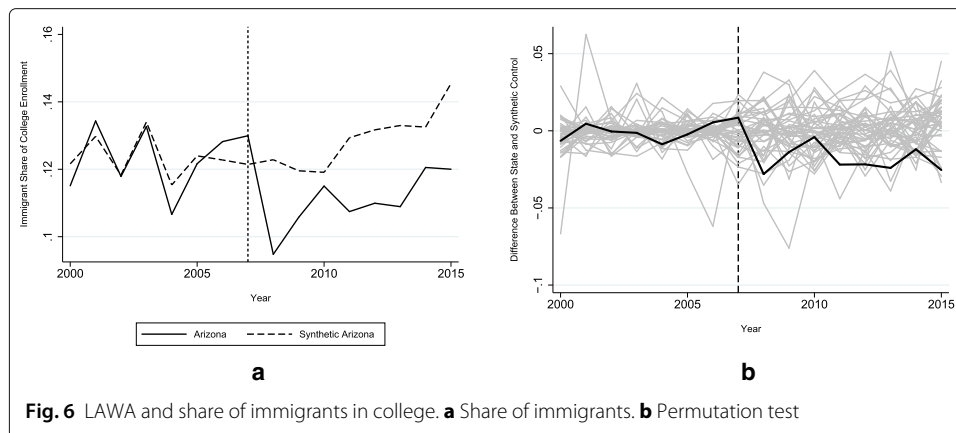 Immigrant Share of College Enrollment
.16
.14
.12
.1
2000 2005 2010 2015
Year
Arizona Synthetic Arizona
a
Difference Between State and Synthetic Control
.05
0
-.05
-.1
2000 2005 2010 2015
Year
b
Fig. 6 LAWA and share of immigrants in college. a Share of immigrants. b Permutation test